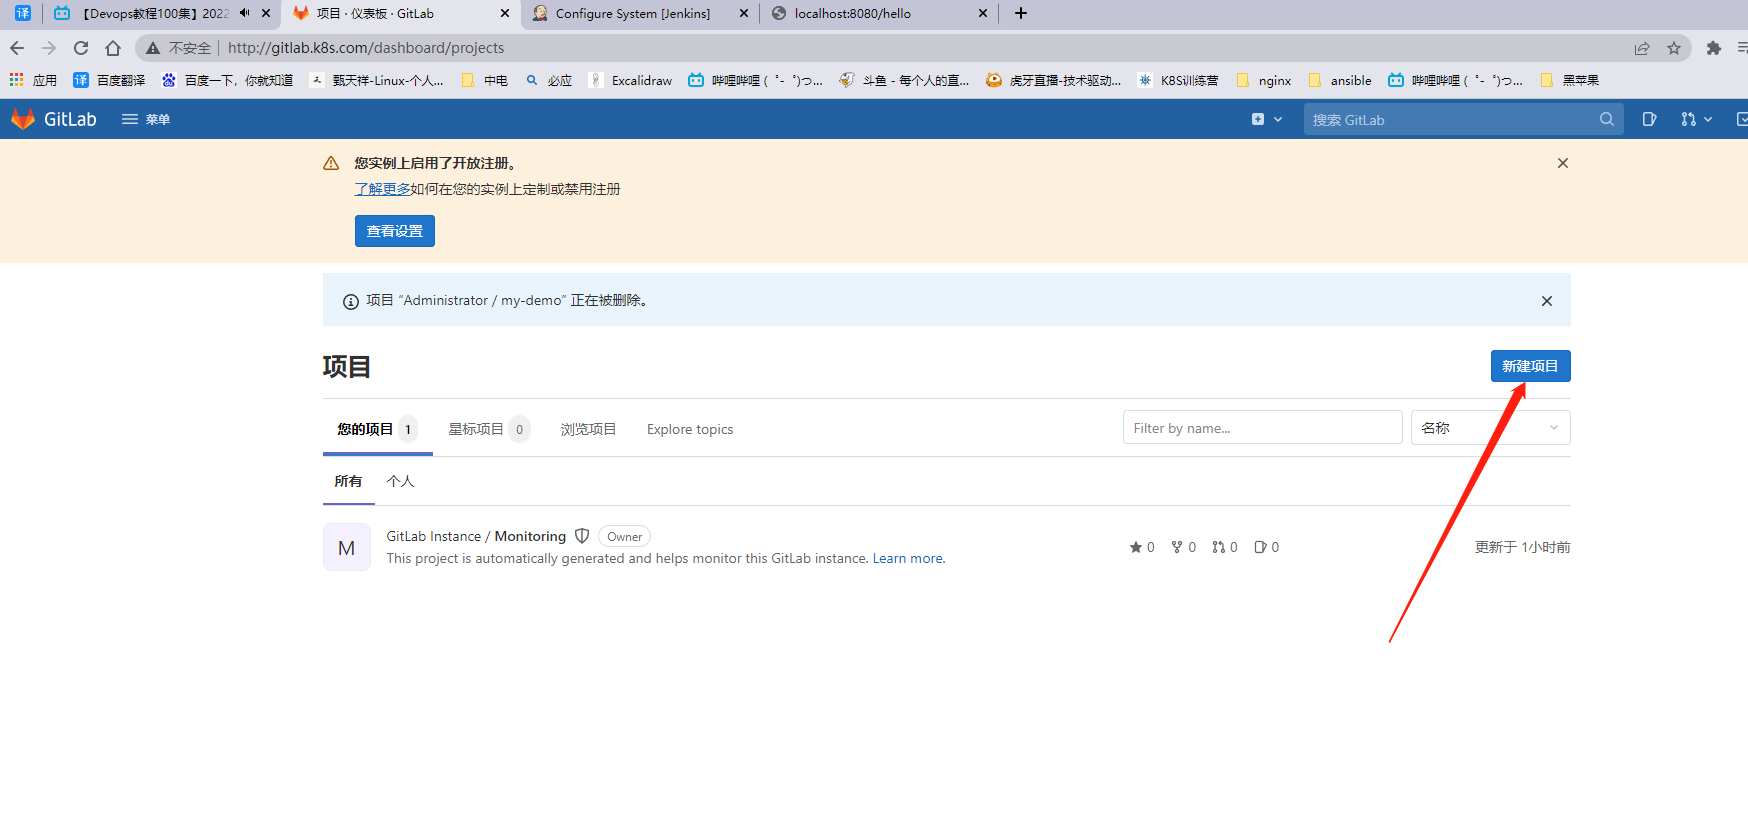 译
【Devops教程100集】2022
项目 · 仪表板 · GitLab
Configure System [Jenkins]
localhost:8080/hello
不安全
http://gitlab.k8s.com/dashboard/projects
应用
译 百度翻译
百度一下，你就知道
甄天祥-Linux-个人...
中电
必应
Excalidraw
哔哩哔哩 ( ゜- ゜)つ...
斗鱼 - 每个人的直...
虎牙直播-技术驱动...
K8S训练营
nginx
ansible
哔哩哔哩 ( ゜- ゜)つ...
黑苹果
GitLab
菜单
搜索 GitLab
您实例上启用了开放注册。
了解更多如何在您的实例上定制或禁用注册
查看设置
项目 “Administrator / my-demo” 正在被删除。
项目
新建项目
您的项目 1
星标项目 0
浏览项目
Explore topics
Filter by name...
名称
所有
个人
M
GitLab Instance / Monitoring
Owner
This project is automatically generated and helps monitor this GitLab instance. Learn more.
0
0
0
0
更新于 1小时前